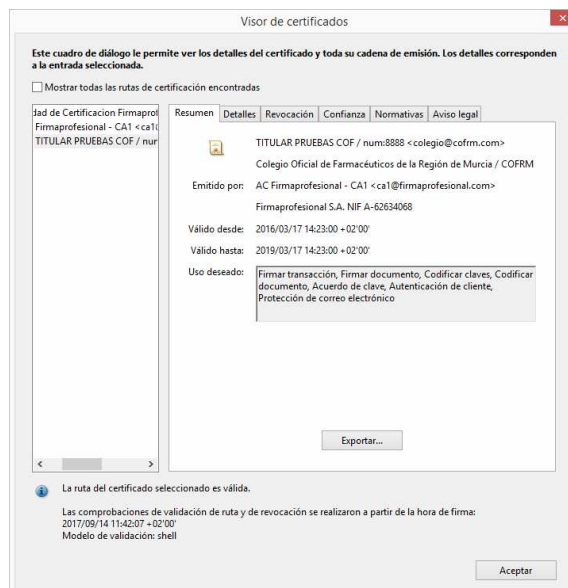 Visor de certificados
Este cuadro de diálogo le permite ver los detalles del certificado y toda su cadena de emisión. Los detalles corresponden
a la entrada seleccionada.
Mostrar todas las rutas de certificación encontradas
dad de Certificacion Firmaprof
Firmaprofesional - CA1 <ca1
TITULAR PRUEBAS COF / nur
Resumen Detalles Revocación Confianza Normativas Aviso legal
TITULAR PRUEBAS COF / num:8888 <colegio@cofrm.com>
Colegio Oficial de Farmacéuticos de la Región de Murcia / COFRM
Emitido por: AC Firmaprofesional - CA1 <ca1@firmaprofesional.com>
Firmaprofesional S.A. NIF A-62634068
Válido desde: 2016/03/17 14:23:00 +02'00'
Válido hasta: 2019/03/17 14:23:00 +02'00'
Uso deseado: Firmar transacción, Firmar documento, Codificar claves, Codificar
documento, Acuerdo de clave, Autenticación de cliente,
Protección de correo electrónico
Exportar...
La ruta del certificado seleccionado es válida.
Las comprobaciones de validación de ruta y de revocación se realizaron a partir de la hora de firma:
2017/09/14 11:42:07 +02'00'
Modelo de validación: shell
Aceptar